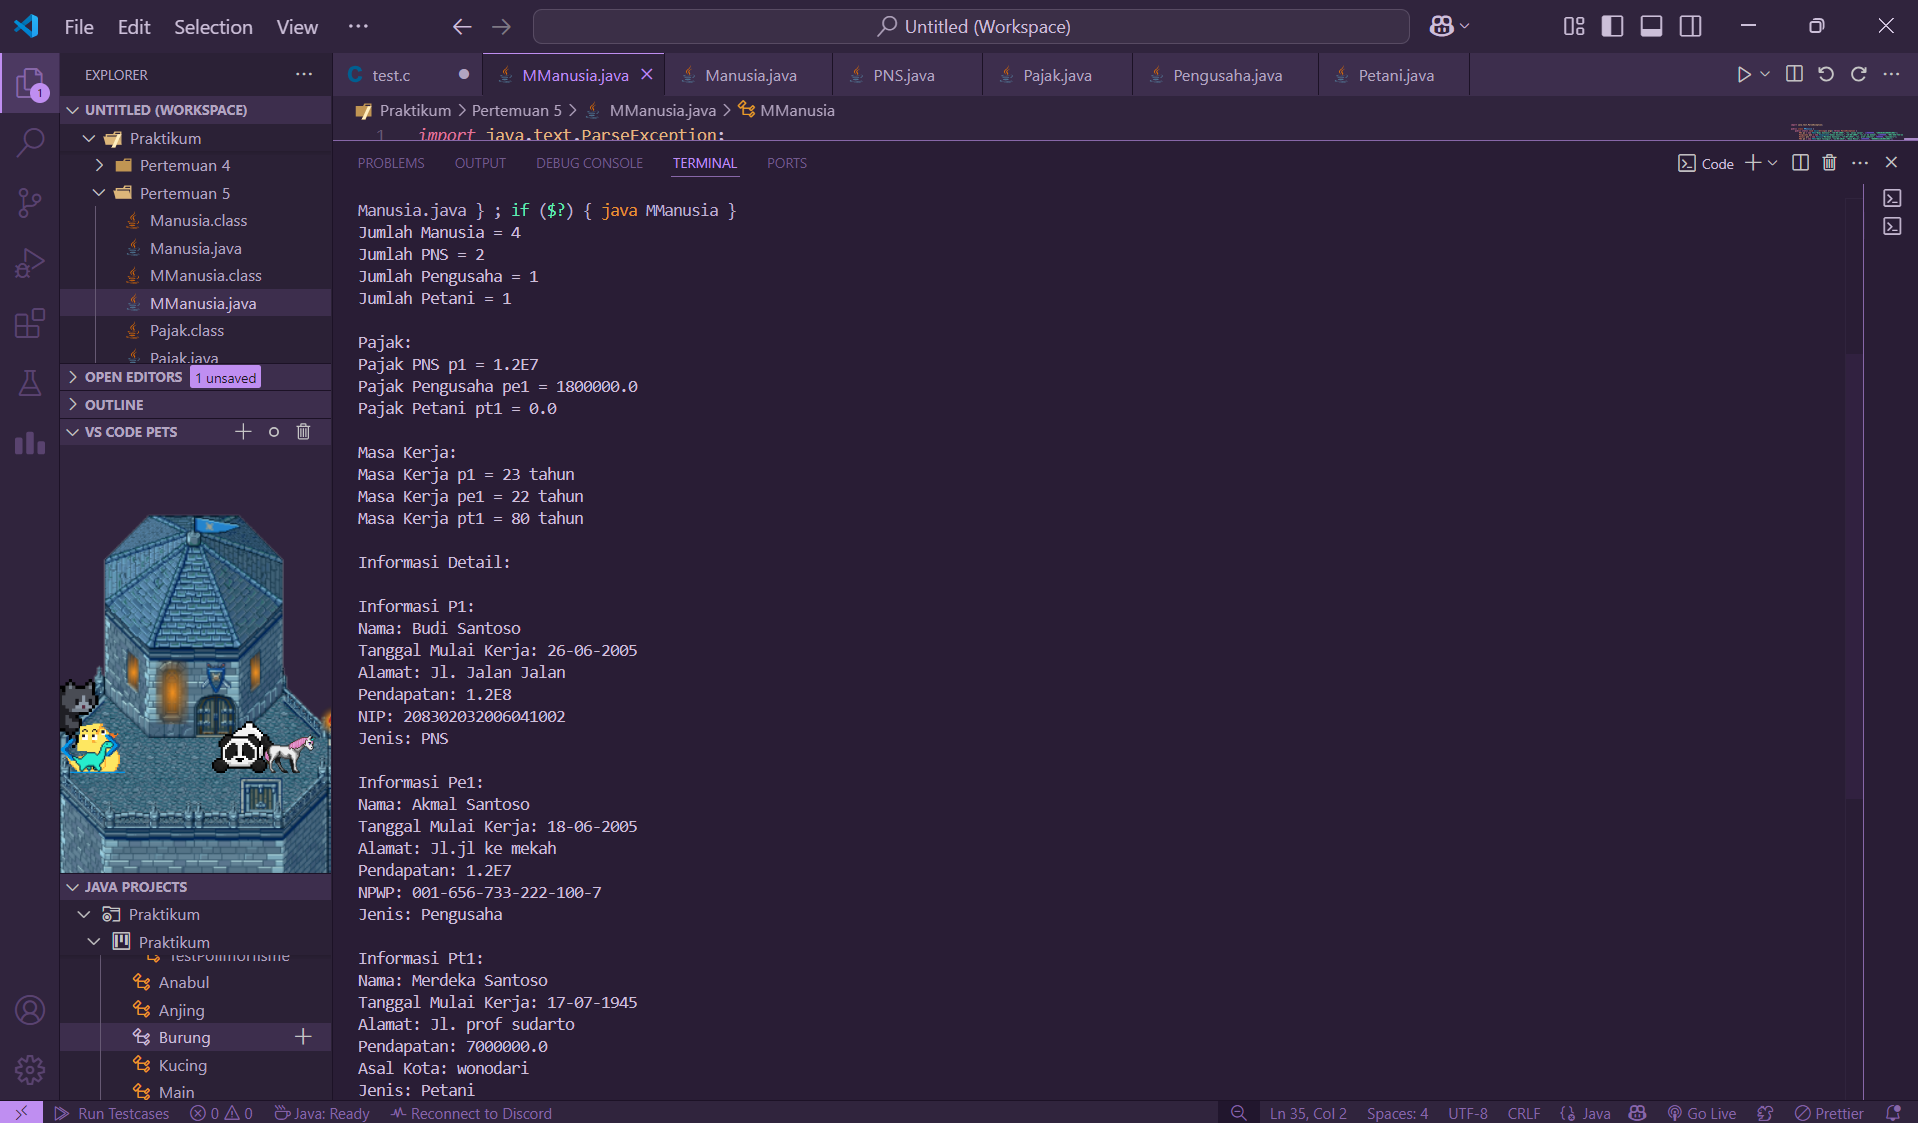 File Edit Selection View ··· Untitled (Workspace)
EXPLORER ···
1
UNTITLED (WORKSPACE)
Praktikum
Pertemuan 4
Pertemuan 5
Manusia.class
Manusia.java
MManusia.class
MManusia.java
Pajak.class
Pajak.java
OPEN EDITORS 1 unsaved
OUTLINE
VS CODE PETS
JAVA PROJECTS
Praktikum
Praktikum
TestPolimorfisme
Anabul
Anjing
Burung
Kucing
Main
test.c MManusia.java Manusia.java PNS.java Pajak.java Pengusaha.java Petani.java
Praktikum > Pertemuan 5 > MManusia.java > MManusia
1 import java.text.ParseException;
PROBLEMS OUTPUT DEBUG CONSOLE TERMINAL PORTS Code
Manusia.java } ; if ($?) { java MManusia }
Jumlah Manusia = 4
Jumlah PNS = 2
Jumlah Pengusaha = 1
Jumlah Petani = 1
Pajak:
Pajak PNS p1 = 1.2E7
Pajak Pengusaha pe1 = 1800000.0
Pajak Petani pt1 = 0.0
Masa Kerja:
Masa Kerja p1 = 23 tahun
Masa Kerja pe1 = 22 tahun
Masa Kerja pt1 = 80 tahun
Informasi Detail:
Informasi P1:
Nama: Budi Santoso
Tanggal Mulai Kerja: 26-06-2005
Alamat: Jl. Jalan Jalan
Pendapatan: 1.2E8
NIP: 208302032006041002
Jenis: PNS
Informasi Pe1:
Nama: Akmal Santoso
Tanggal Mulai Kerja: 18-06-2005
Alamat: Jl.jl ke mekah
Pendapatan: 1.2E7
NPWP: 001-656-733-222-100-7
Jenis: Pengusaha
Informasi Pt1:
Nama: Merdeka Santoso
Tanggal Mulai Kerja: 17-07-1945
Alamat: Jl. prof sudarto
Pendapatan: 7000000.0
Asal Kota: wonodari
Jenis: Petani
Run Testcases 0 0 Java: Ready Reconnect to Discord Ln 35, Col 2 Spaces: 4 UTF-8 CRLF Java Go Live Prettier